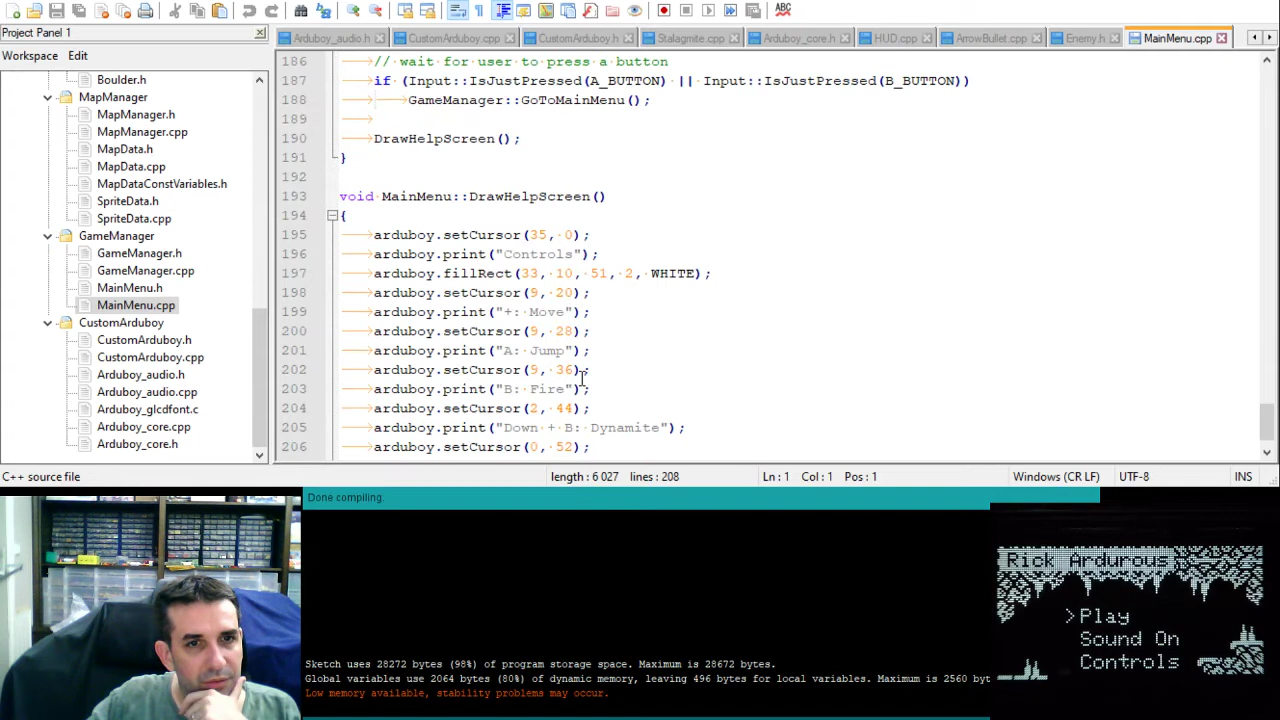 Project Panel 1
Workspace Edit
Boulder.h
MapManager
MapManager.h
MapManager.cpp
MapData.h
MapData.cpp
MapDataConstVariables.h
SpriteData.h
SpriteData.cpp
GameManager
GameManager.h
GameManager.cpp
MainMenu.h
MainMenu.cpp
CustomArduboy
CustomArduboy.h
CustomArduboy.cpp
Arduboy_audio.h
Arduboy_audio.cpp
Arduboy_glcdfont.c
Arduboy_core.cpp
Arduboy_core.h
ABC
Arduboy_audio.h CustomArduboy.cpp CustomArduboy.h Stalagmite.cpp Arduboy_core.h HUD.cpp ArrowBullet.cpp Enemy.h MainMenu.cpp
186 // wait for user to press a button
187 if (Input::IsJustPressed(A_BUTTON) || Input::IsJustPressed(B_BUTTON))
188 GameManager::GoToMainMenu();
189
190 DrawHelpScreen();
191 }
192
193 void MainMenu::DrawHelpScreen()
194 {
195 arduboy.setCursor(35, 0);
196 arduboy.print("Controls");
197 arduboy.fillRect(33, 10, 51, 2, WHITE);
198 arduboy.setCursor(9, 20);
199 arduboy.print("+: Move");
200 arduboy.setCursor(9, 28);
201 arduboy.print("A: Jump");
202 arduboy.setCursor(9, 36);
203 arduboy.print("B: Fire");
204 arduboy.setCursor(2, 44);
205 arduboy.print("Down + B: Dynamite");
206 arduboy.setCursor(0, 52);
C++ source file length : 6 027 lines : 208 Ln : 1 Col : 1 Pos : 1 Windows (CR LF) UTF-8 INS
Done compiling.
Sketch uses 28272 bytes (98%) of program storage space. Maximum is 28672 bytes.
Global variables use 2064 bytes (80%) of dynamic memory, leaving 496 bytes for local variables. Maximum is 2560 byt
Low memory available, stability problems may occur.
Rick Ardurous
>Play
Sound On
Controls